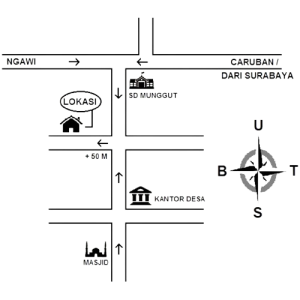 NGAWI
CARUBAN /
DARI SURABAYA
SD MUNGGUT
LOKASI
+ 50 M
KANTOR DESA
MASJID
U
B
T
S